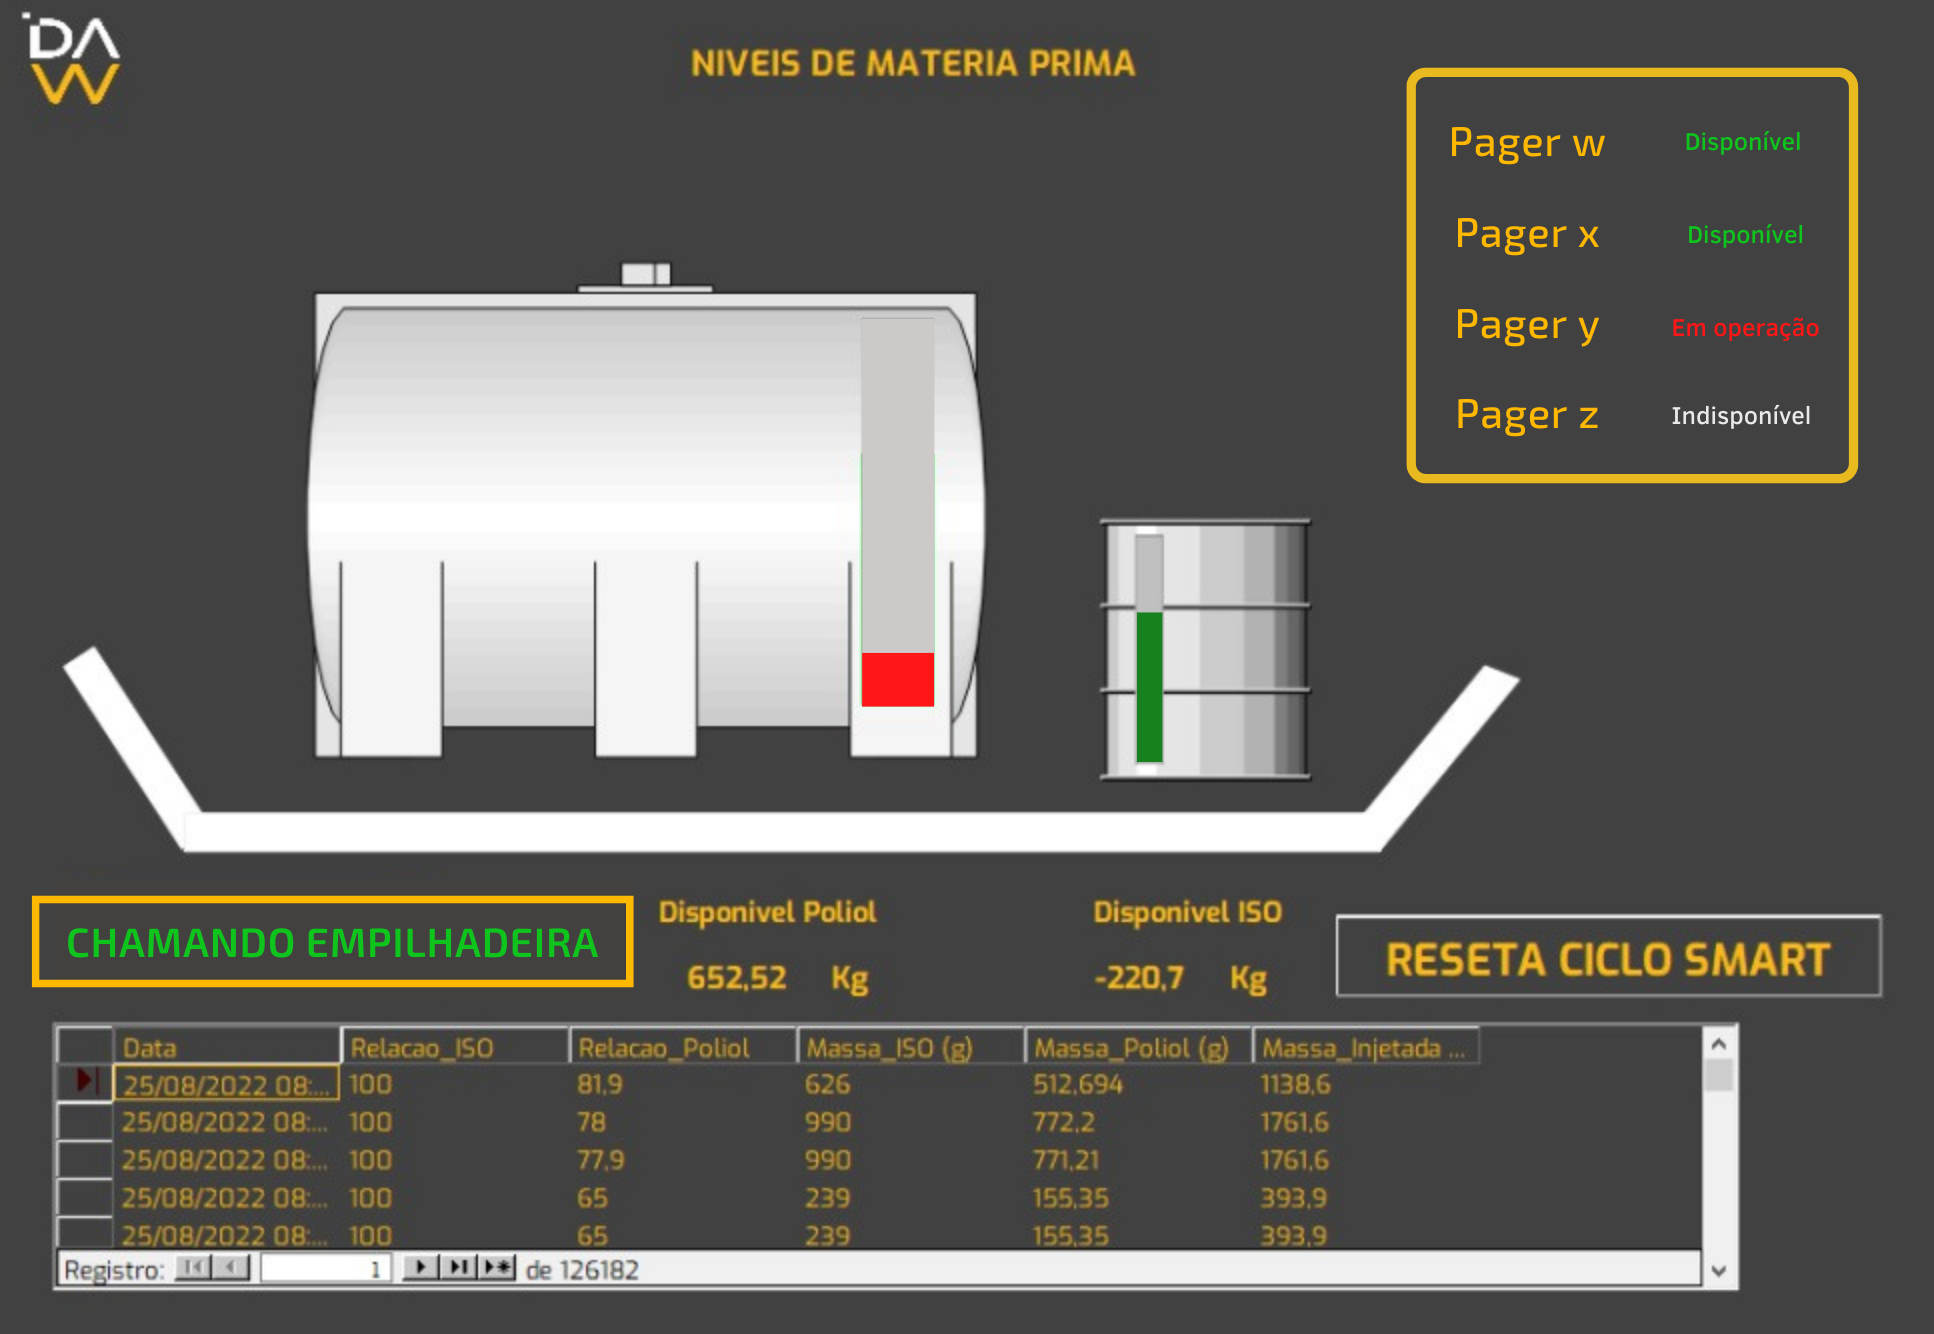 DAW
NIVEIS DE MATERIA PRIMA
Pager w Disponível
Pager x Disponível
Pager y Em operação
Pager z Indisponível
CHAMANDO EMPILHADEIRA
Disponivel Poliol
652,52 Kg
Disponivel ISO
-220,7 Kg
RESETA CICLO SMART
Data Relacao_ISO Relacao_Poliol Massa_ISO (g) Massa_Poliol (g) Massa_Injetada ...
25/08/2022 08:... 100 81,9 626 512,694 1138,6
25/08/2022 08:... 100 78 990 772,2 1761,6
25/08/2022 08:... 100 77,9 990 771,21 1761,6
25/08/2022 08:... 100 65 239 155,35 393,9
25/08/2022 08:... 100 65 239 155,35 393,9
Registro: 1 de 126182